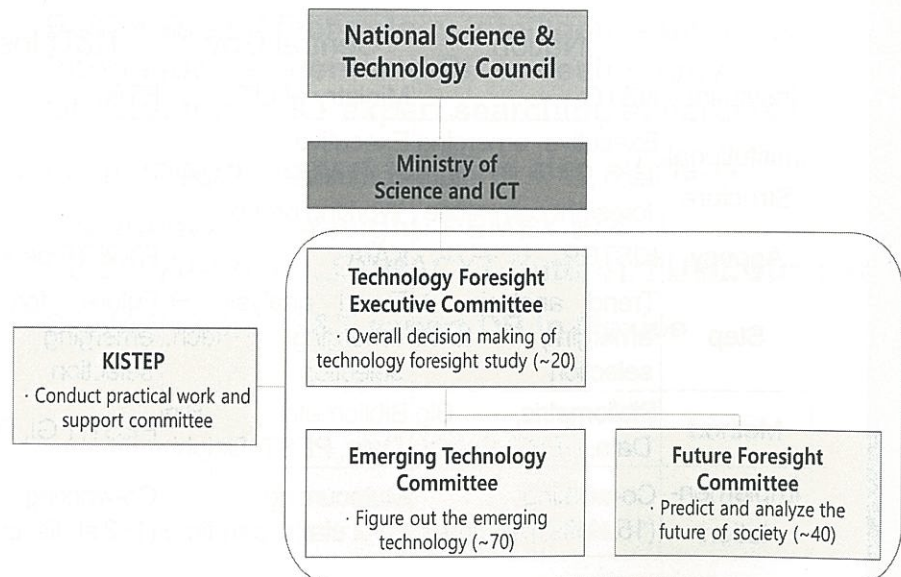 National Science &
Technology Council
Ministry of
Science and ICT
Technology Foresight
Executive Committee
· Overall decision making of
technology foresight study (~20)
KISTEP
· Conduct practical work and
support committee
Emerging Technology
Committee
· Figure out the emerging
technology (~70)
Future Foresight
Committee
· Predict and analyze the
future of society (~40)